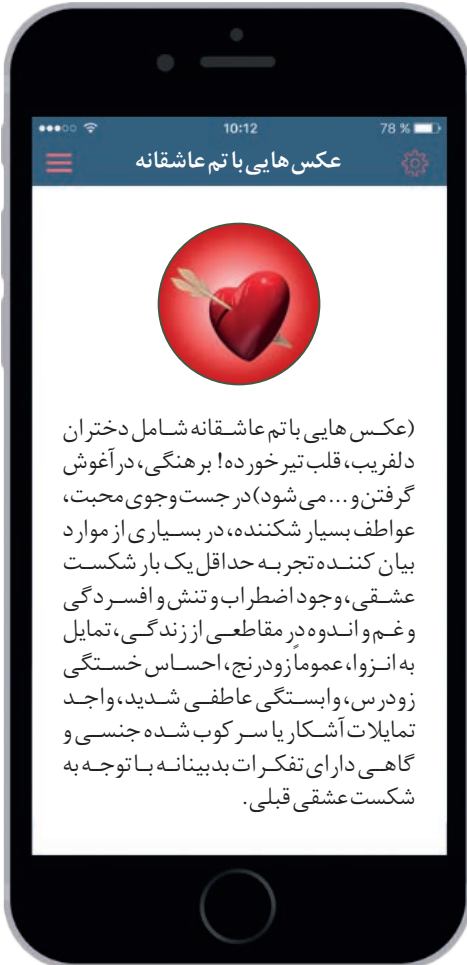 10:12
78 %
عکس هایی با تم عاشقانه
(عکس هایی با تم عاشقانه شامل دختران
دلفریب، قلب تیر خورده! برهنگی، در آغوش
گرفتن و ... می شود) در جست وجوی محبت،
عواطف بسیار شکننده، در بسیاری از موارد
بیان کننده تجربه حداقل یک بار شکست
عشقی، وجود اضطراب و تنش و افسردگی
و غم و اندوه در مقاطعی از زندگی، تمایل
به انزوا، عموماً زودرنج، احساس خستگی
زودرس، وابستگی عاطفی شدید، واجد
تمایلات آشکار یا سرکوب شده جنسی و
گاهی دارای تفکرات بدبینانه با توجه به
شکست عشقی قبلی.